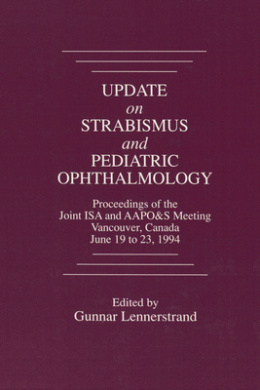 UPDATE
on
STRABISMUS
and
PEDIATRIC
OPHTHALMOLOGY
Proceedings of the
Joint ISA and AAPO&S Meeting
Vancouver, Canada
June 19 to 23, 1994
Edited by
Gunnar Lennerstrand